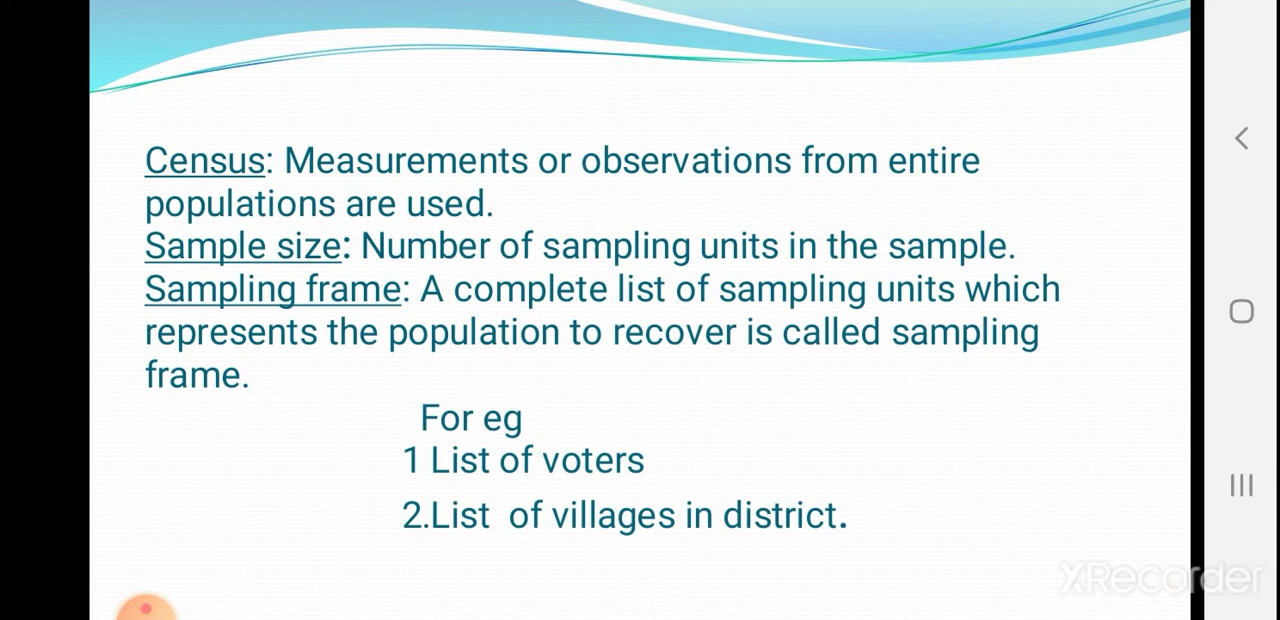 Census: Measurements or observations from entire
populations are used.
Sample size: Number of sampling units in the sample.
Sampling frame: A complete list of sampling units which
represents the population to recover is called sampling
frame.
For eg
1 List of voters
2.List of villages in district.
XRecorder